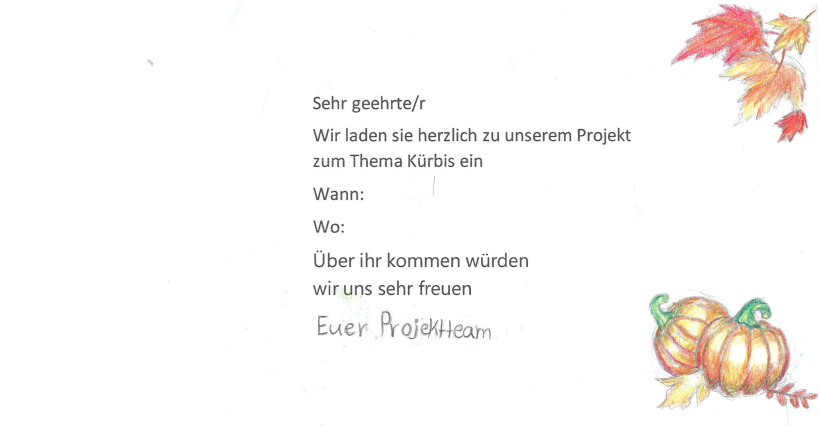 Sehr geehrte/r
Wir laden sie herzlich zu unserem Projekt
zum Thema Kürbis ein
Wann:
Wo:
Über ihr kommen würden
wir uns sehr freuen
Euer Projektteam